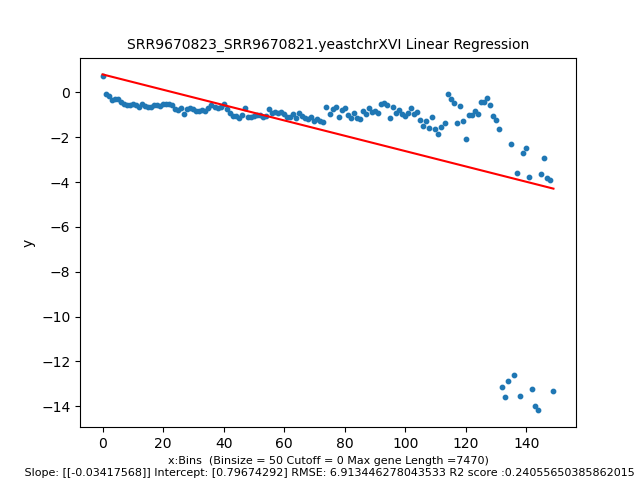 SRR9670823_SRR9670821.yeastchrXVI Linear Regression
0
−2
−4
−6
−8
−10
−12
−14
y
0 20 40 60 80 100 120 140
x:Bins (Binsize = 50 Cutoff = 0 Max gene Length =7470)
Slope: [[-0.03417568]] Intercept: [0.79674292] RMSE: 6.913446278043533 R2 score :0.24055650385862015